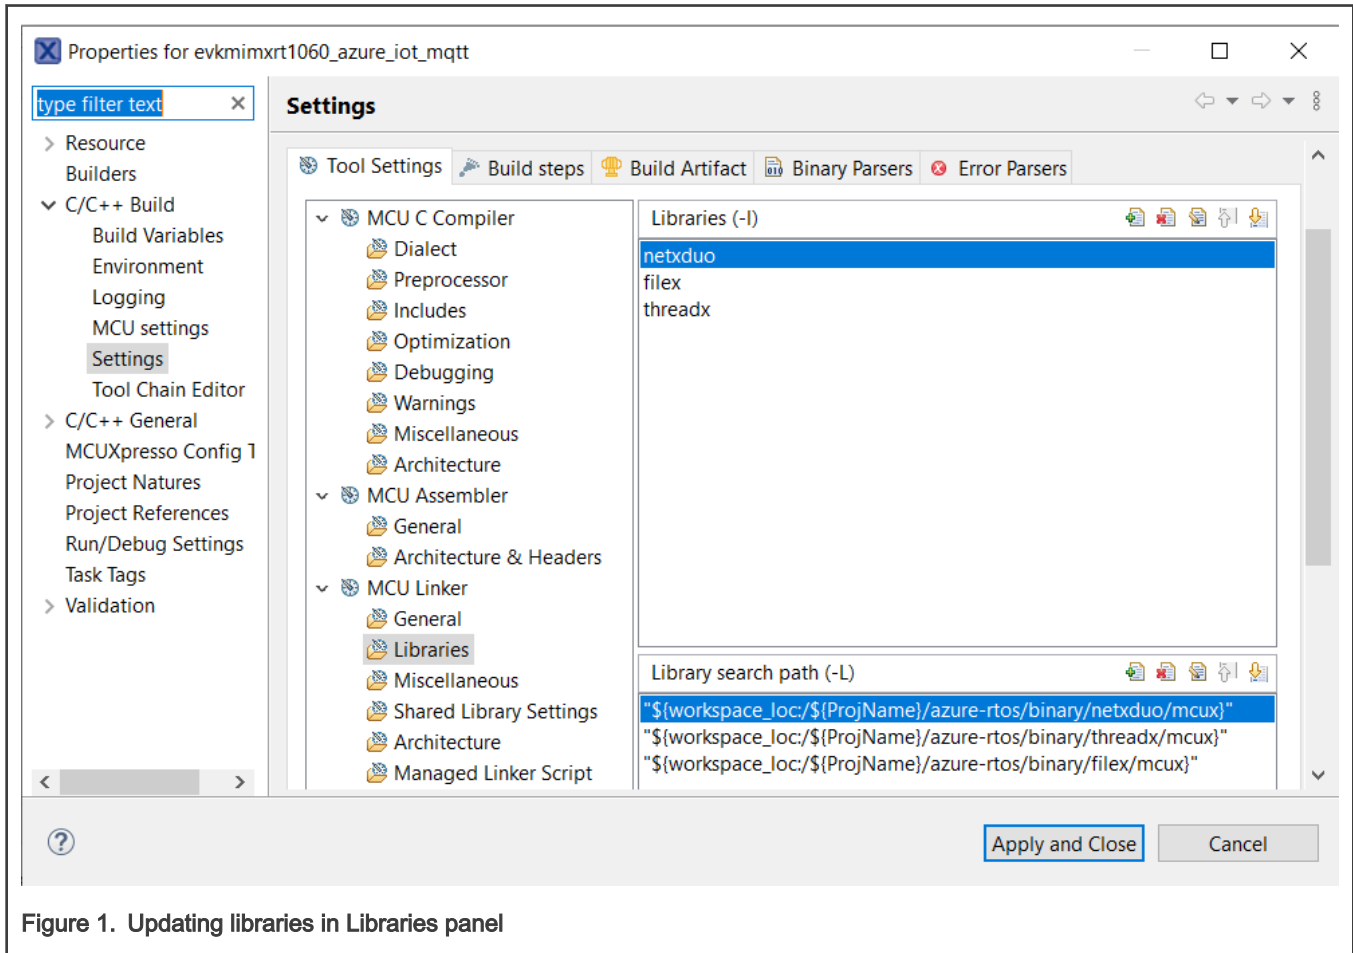 Properties for evkmimxrt1060_azure_iot_mqtt
type filter text
Resource
Builders
C/C++ Build
Build Variables
Environment
Logging
MCU settings
Settings
Tool Chain Editor
C/C++ General
MCUXpresso Config T
Project Natures
Project References
Run/Debug Settings
Task Tags
Validation
Settings
Tool Settings
Build steps
Build Artifact
Binary Parsers
Error Parsers
MCU C Compiler
Dialect
Preprocessor
Includes
Optimization
Debugging
Warnings
Miscellaneous
Architecture
MCU Assembler
General
Architecture & Headers
MCU Linker
General
Libraries
Miscellaneous
Shared Library Settings
Architecture
Managed Linker Script
Libraries (-l)
netxduo
filex
threadx
Library search path (-L)
"${workspace_loc:/${ProjName}/azure-rtos/binary/netxduo/mcux}"
"${workspace_loc:/${ProjName}/azure-rtos/binary/threadx/mcux}"
"${workspace_loc:/${ProjName}/azure-rtos/binary/filex/mcux}"
Apply and Close
Cancel
Figure 1. Updating libraries in Libraries panel